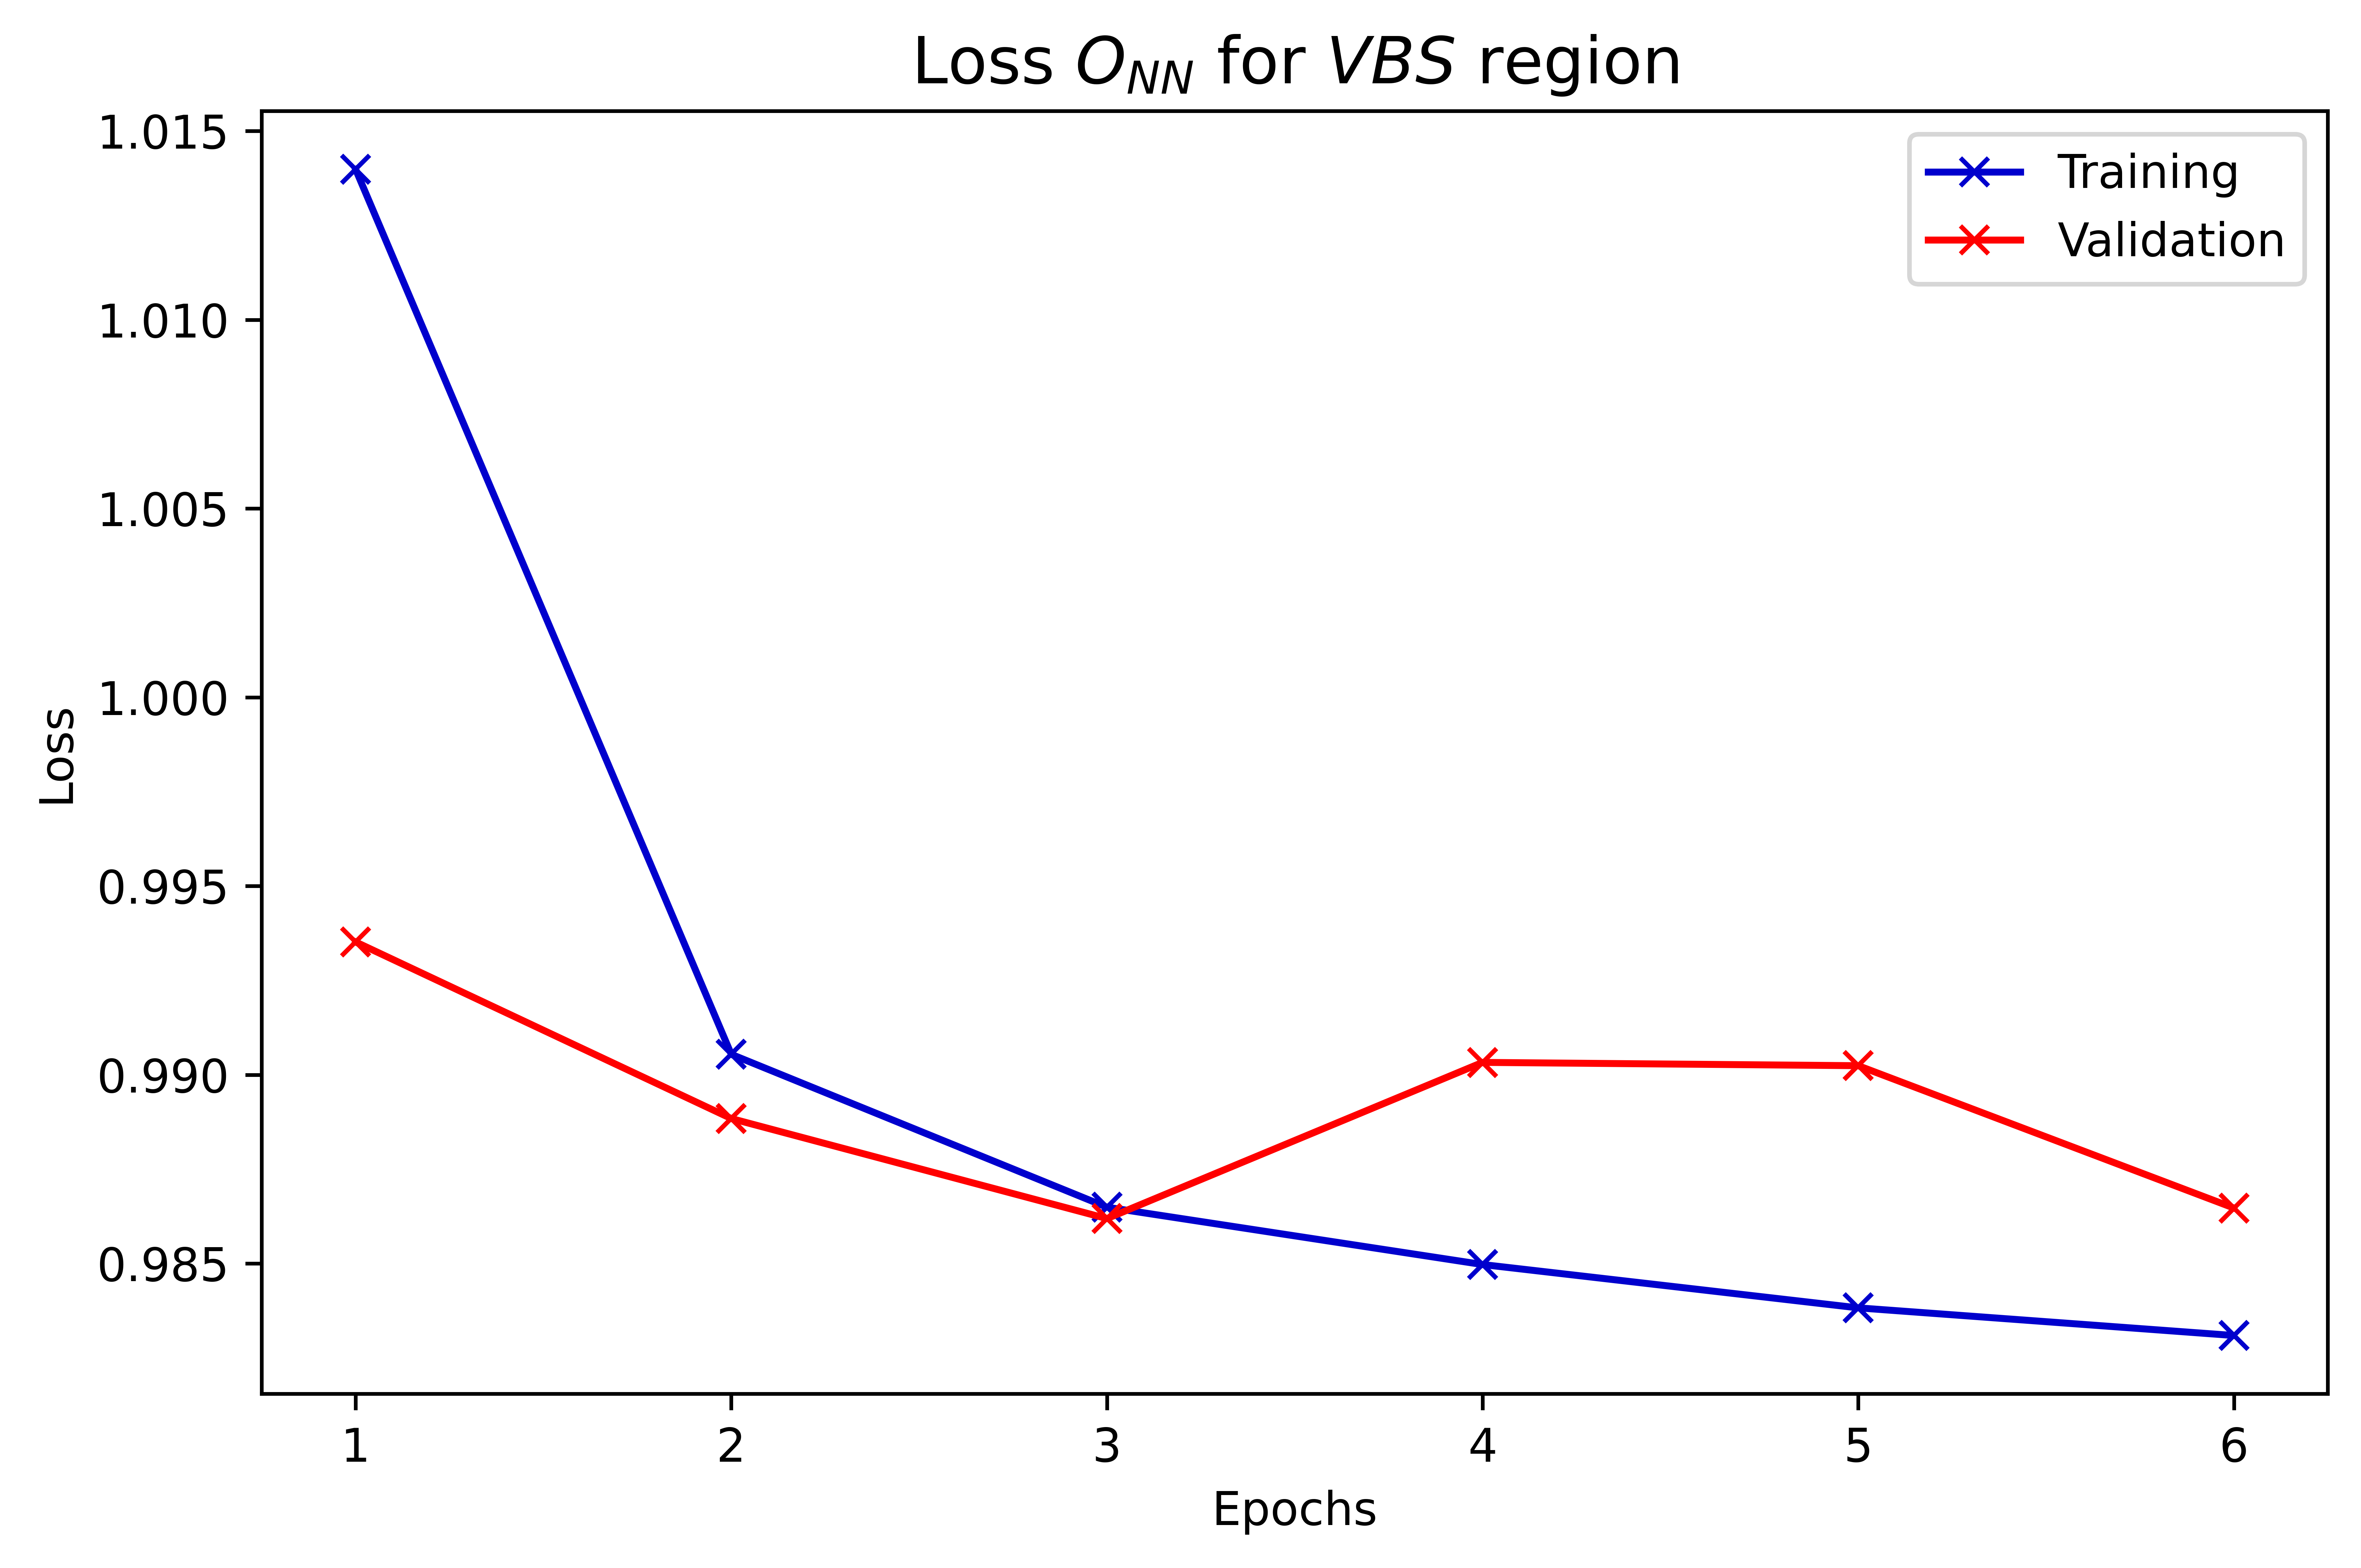 Loss O_NN for VBS region
1.015
1.010
1.005
1.000
0.995
0.990
0.985
Loss
Training
Validation
1 2 3 4 5 6
Epochs